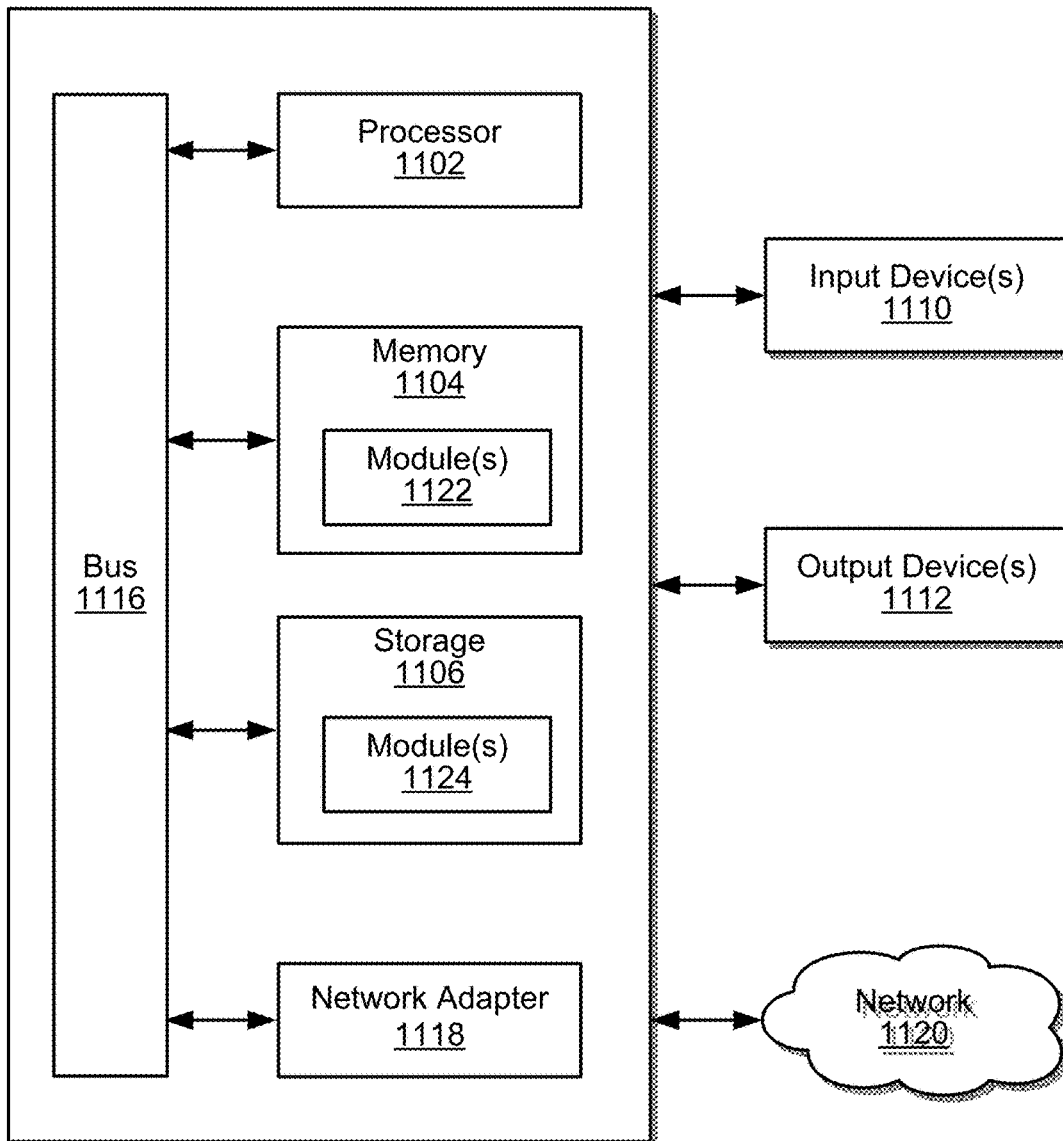 Processor
1102
Memory
1104
Module(s)
1122
Bus
1116
Storage
1106
Module(s)
1124
Network Adapter
1118
Input Device(s)
1110
Output Device(s)
1112
Network
1120